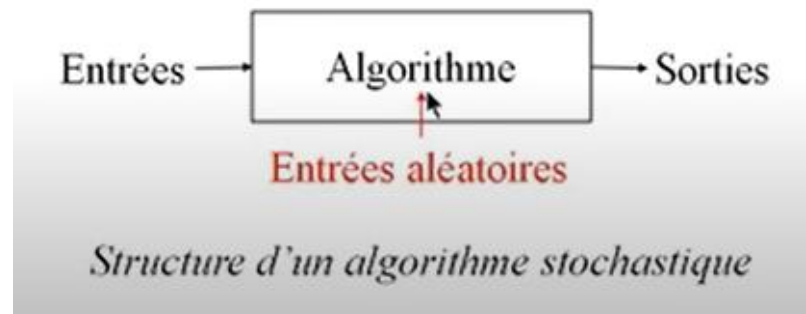 Entrées Algorithme Sorties
Entrées aléatoires
Structure d'un algorithme stochastique